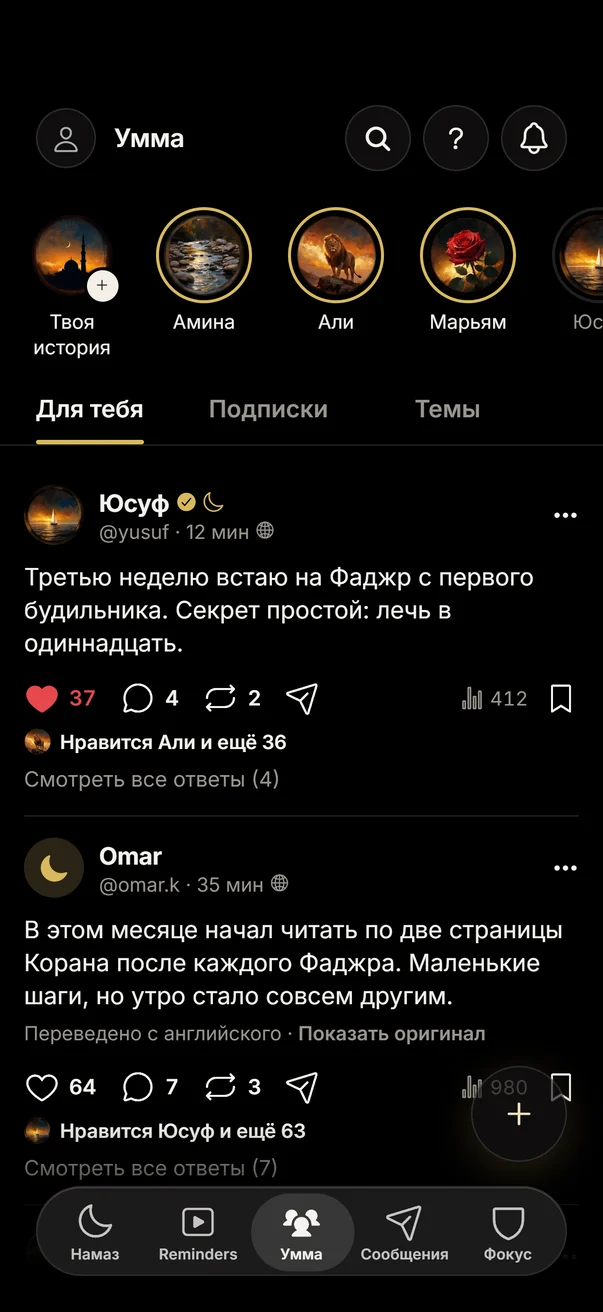 Умма
?
Твоя
история
Амина
Али
Марьям
Юс
Для тебя
Подписки
Темы
Юсуф
@yusuf · 12 мин
Третью неделю встаю на Фаджр с первого
будильника. Секрет простой: лечь в
одиннадцать.
37 4 2 412
Нравится Али и ещё 36
Смотреть все ответы (4)
Omar
@omar.k · 35 мин
В этом месяце начал читать по две страницы
Корана после каждого Фаджра. Маленькие
шаги, но утро стало совсем другим.
Переведено с английского · Показать оригинал
64 7 3 980
Нравится Юсуф и ещё 63
Смотреть все ответы (7)
Намаз
Reminders
Умма
Сообщения
Фокус